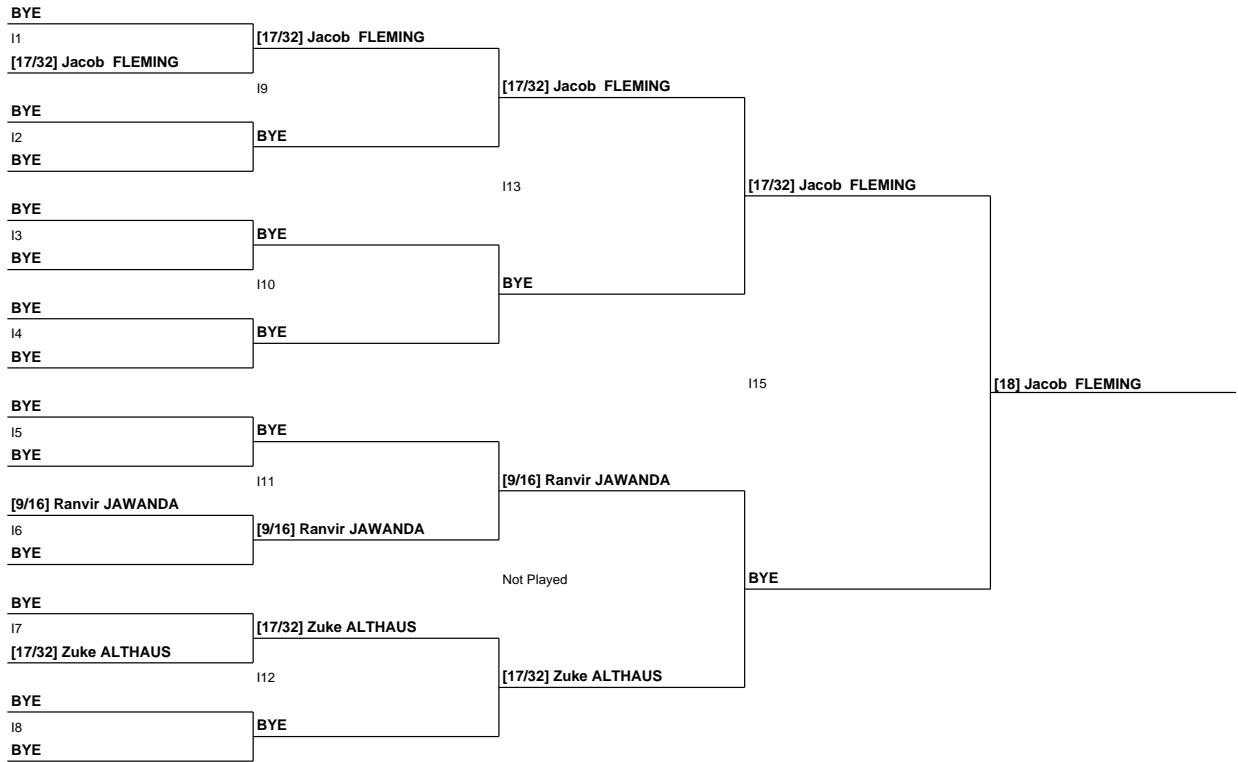 BYE
I1
[17/32] Jacob FLEMING
[17/32] Jacob FLEMING
I9
[17/32] Jacob FLEMING
BYE
I2
BYE
BYE
I13
[17/32] Jacob FLEMING
BYE
I3
BYE
BYE
I10
BYE
BYE
I4
BYE
BYE
I15
[18] Jacob FLEMING
BYE
I5
BYE
BYE
I11
[9/16] Ranvir JAWANDA
[9/16] Ranvir JAWANDA
I6
BYE
[9/16] Ranvir JAWANDA
Not Played
BYE
BYE
I7
[17/32] Zuke ALTHAUS
[17/32] Zuke ALTHAUS
I12
[17/32] Zuke ALTHAUS
BYE
I8
BYE
BYE